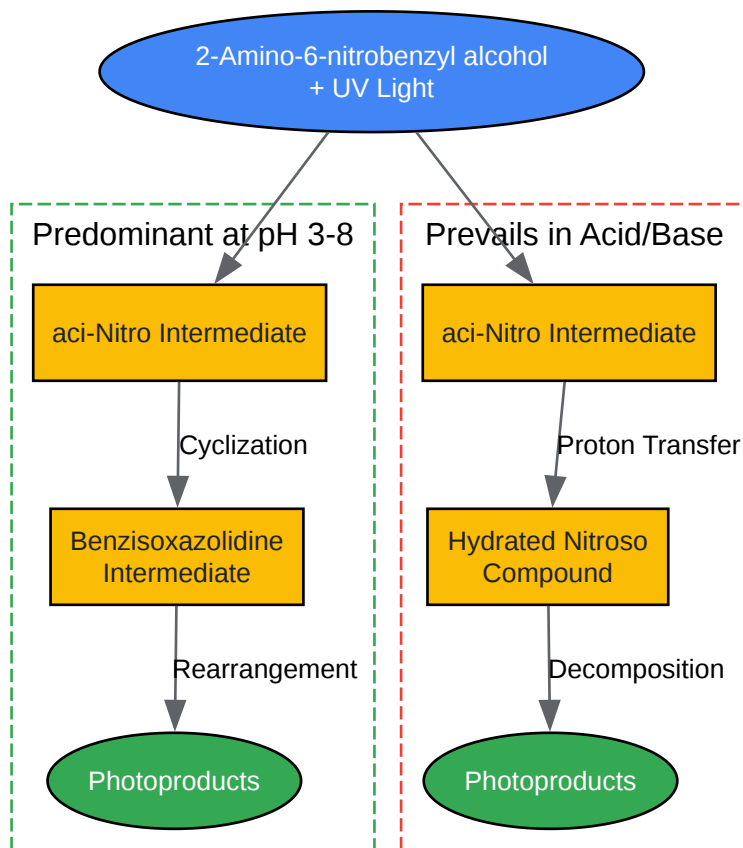 2-Amino-6-nitrobenzyl alcohol
+ UV Light
Predominant at pH 3-8
aci-Nitro Intermediate
Cyclization
Benzisoxazolidine
Intermediate
Rearrangement
Photoproducts
Prevails in Acid/Base
aci-Nitro Intermediate
Proton Transfer
Hydrated Nitroso
Compound
Decomposition
Photoproducts